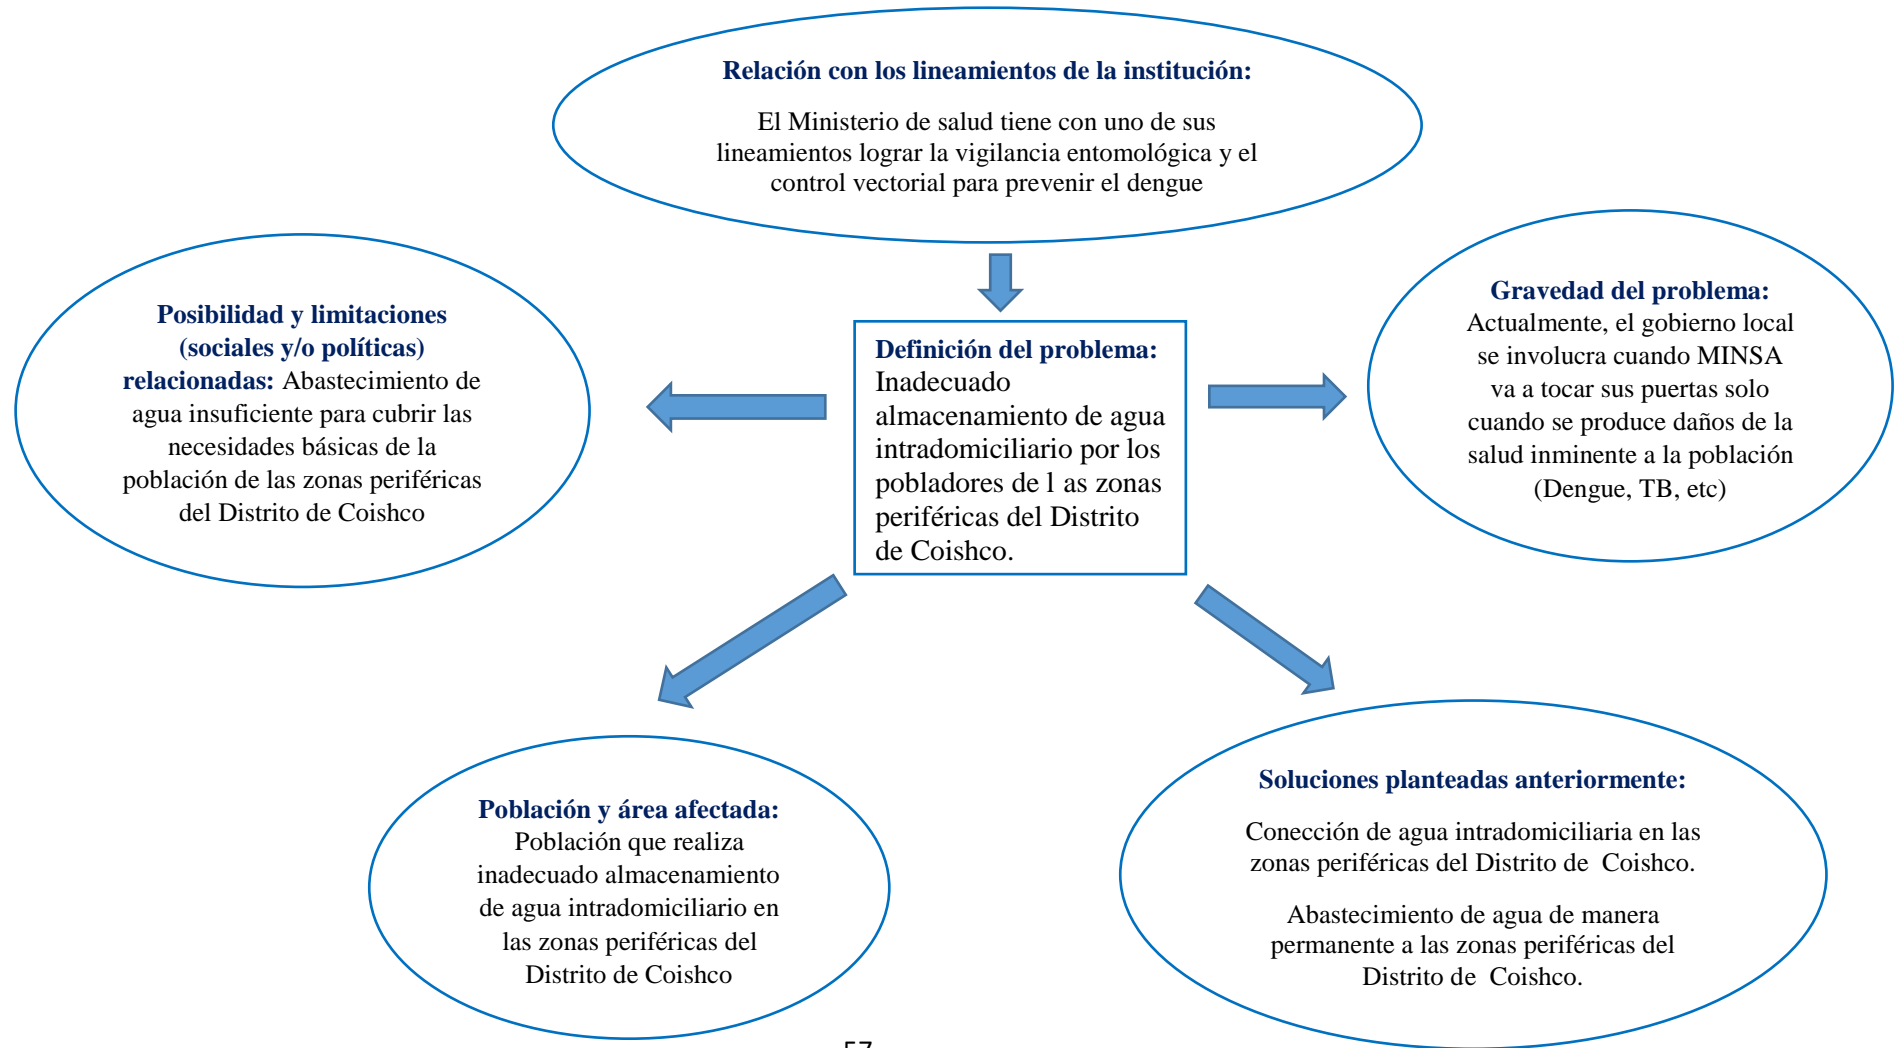 Relación con los lineamientos de la institución:
El Ministerio de salud tiene con uno de sus
lineamientos lograr la vigilancia entomológica y el
control vectorial para prevenir el dengue
Posibilidad y limitaciones
(sociales y/o políticas)
relacionadas: Abastecimiento de
agua insuficiente para cubrir las
necesidades básicas de la
población de las zonas periféricas
del Distrito de Coishco
Definición del problema:
Inadecuado
almacenamiento de agua
intradomiciliario por los
pobladores de l as zonas
periféricas del Distrito
de Coishco.
Gravedad del problema:
Actualmente, el gobierno local
se involucra cuando MINSA
va a tocar sus puertas solo
cuando se produce daños de la
salud inminente a la población
(Dengue, TB, etc)
Población y área afectada:
Población que realiza
inadecuado almacenamiento
de agua intradomiciliario en
las zonas periféricas del
Distrito de Coishco
Soluciones planteadas anteriormente:
Conección de agua intradomiciliaria en las
zonas periféricas del Distrito de Coishco.
Abastecimiento de agua de manera
permanente a las zonas periféricas del
Distrito de Coishco.
57